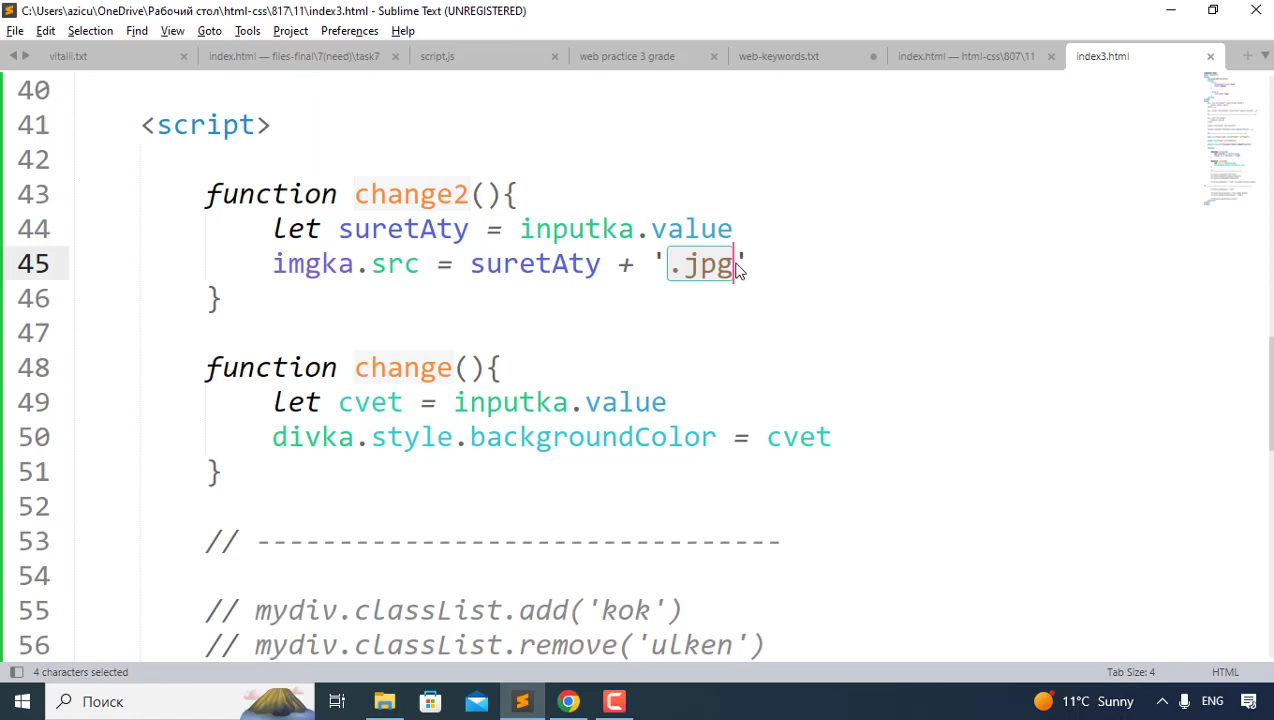 C:\Users\azicu\OneDrive\Рабочий стол\html-css\817\11\index3.html - Sublime Text (UNREGISTERED)
File Edit Selection Find View Goto Tools Project Preferences Help
vitalii.txt index.html — files-final\7(need)\task7 script.js web practice 3 grade web-keywords.txt index.html — html-css\807\11 index3.html
40
41 <script>
42
43 function change2(){
44 let suretAty = inputka.value
45 imgka.src = suretAty + '.jpg'
46 }
47
48 function change(){
49 let cvet = inputka.value
50 divka.style.backgroundColor = cvet
51 }
52
53 // --------------------------------
54
55 // mydiv.classList.add('kok')
56 // mydiv.classList.remove('ulken')
4 characters selected Tab Size: 4 HTML
Поиск 11°C Sunny ENG